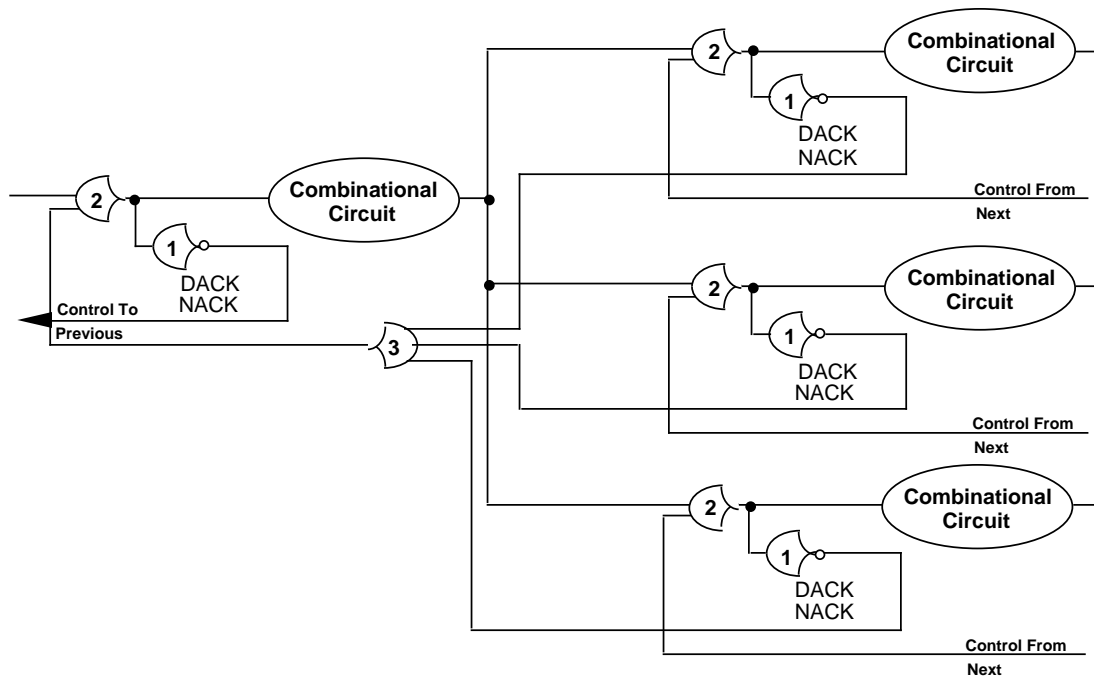 2
Combinational
Circuit
1
DACK
NACK
Control From
Next
2
Combinational
Circuit
1
DACK
NACK
Control To
Previous
3
2
Combinational
Circuit
1
DACK
NACK
Control From
Next
2
Combinational
Circuit
1
DACK
NACK
Control From
Next